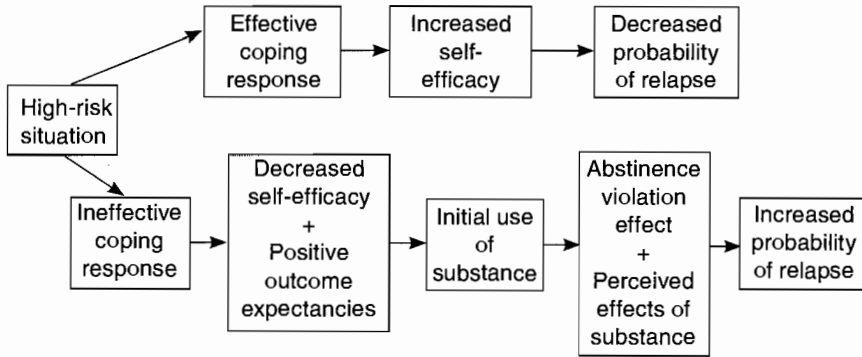 High-risk
situation
Effective
coping
response
Increased
self-
efficacy
Decreased
probability
of relapse
Ineffective
coping
response
Decreased
self-efficacy
+
Positive
outcome
expectancies
Initial use
of
substance
Abstinence
violation
effect
+
Perceived
effects of
substance
Increased
probability
of relapse